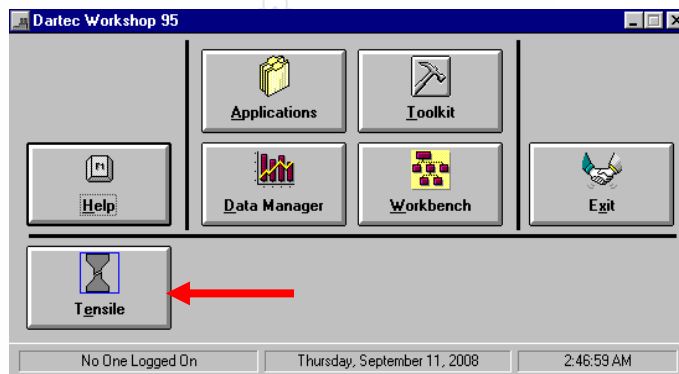 Dartec Workshop 95
Applications
Toolkit
F1
Help
Data Manager
Workbench
Exit
Tensile
No One Logged On
Thursday, September 11, 2008
2:46:59 AM